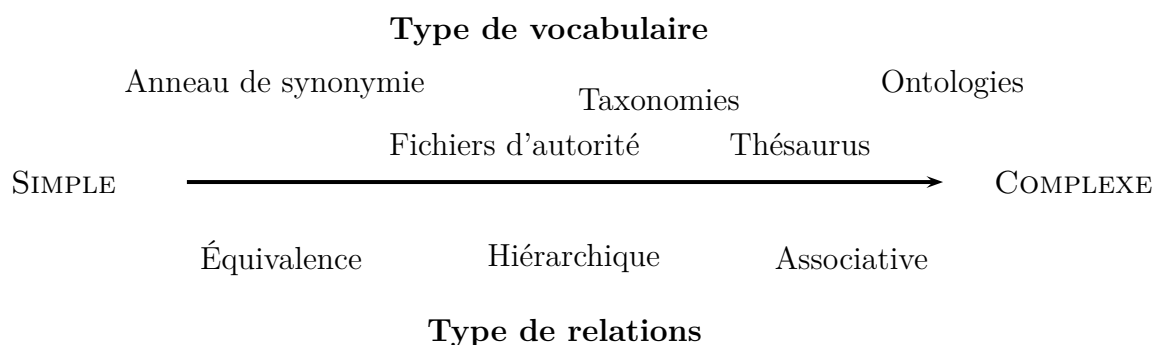 Type de vocabulaire
Anneau de synonymie
Ontologies
Taxonomies
Fichiers d'autorité
Thésaurus
SIMPLE
COMPLEXE
Équivalence
Hiérarchique
Associative
Type de relations